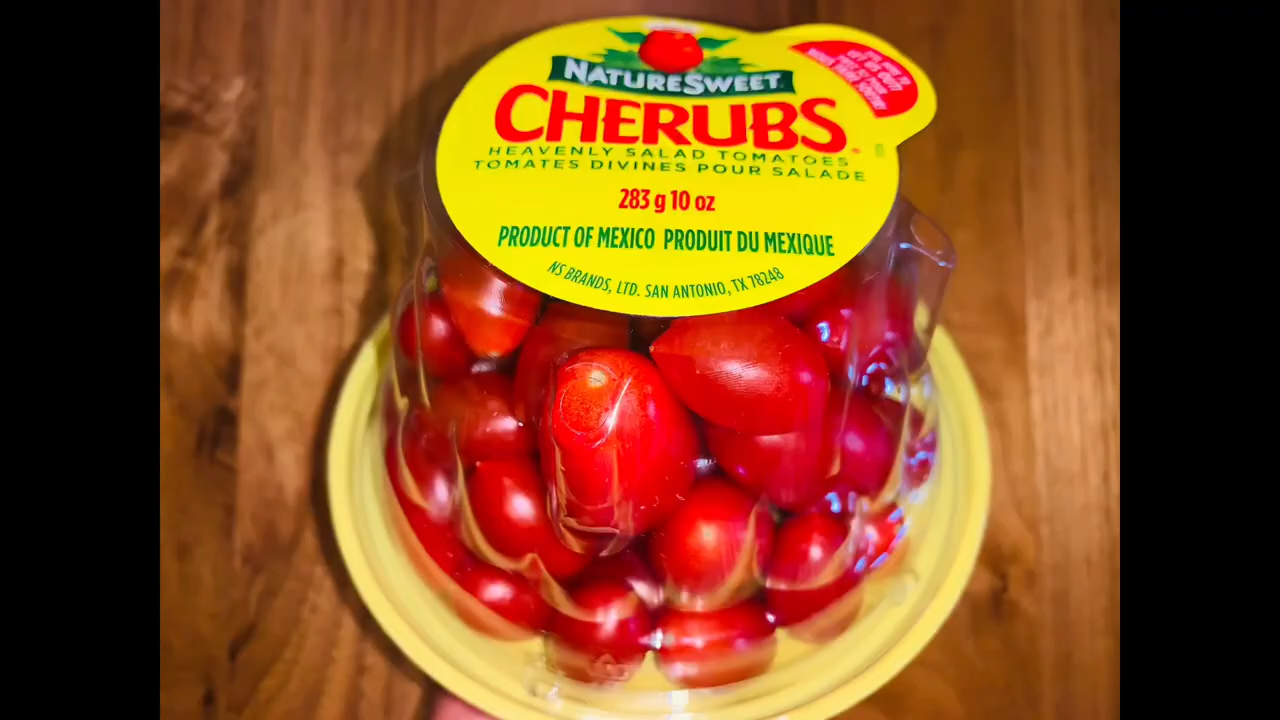 NATURESWEET
CHERUBS
HEAVENLY SALAD TOMATOES
TOMATES DIVINES POUR SALADE
283 g 10 oz
PRODUCT OF MEXICO PRODUIT DU MEXIQUE
NS BRANDS, LTD. SAN ANTONIO, TX 78248